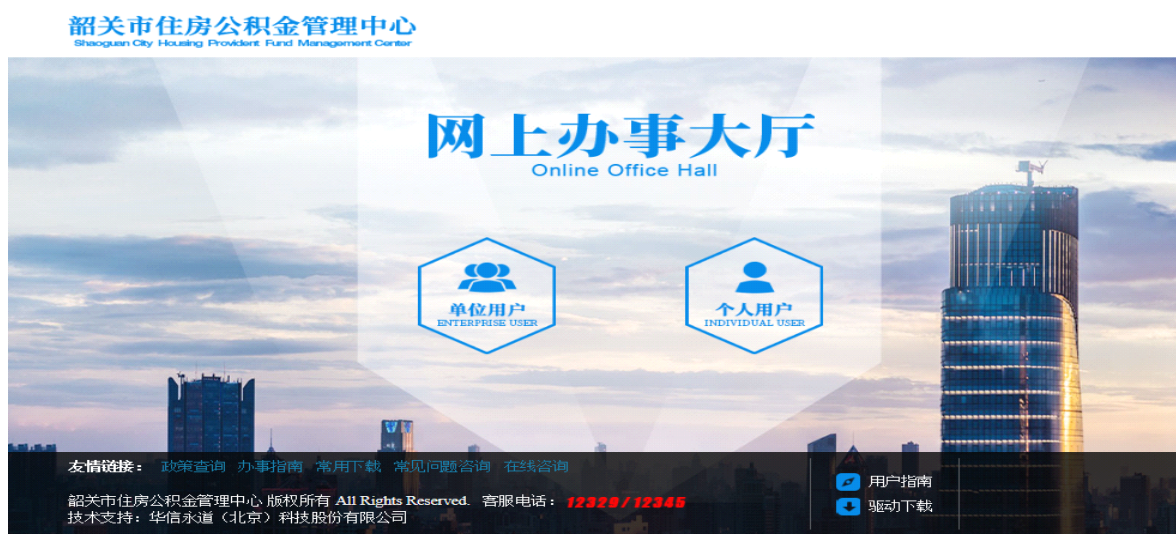 韶关市住房公积金管理中心
Shaoguan City Housing Provident Fund Management Center
网上办事大厅
Online Office Hall
单位用户
ENTERPRISE USER
个人用户
INDIVIDUAL USER
友情链接： 政策查询 办事指南 常用下载 常见问题咨询 在线咨询
韶关市住房公积金管理中心 版权所有 All Rights Reserved. 客服电话：12329/12345
技术支持：华信永道（北京）科技股份有限公司
用户指南
驱动下载